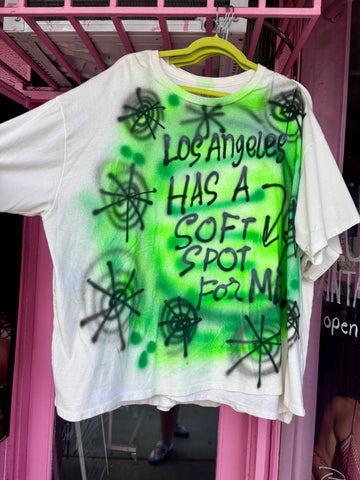 Los Angeles
HAS A
SOFT
SPOT
FOR
open